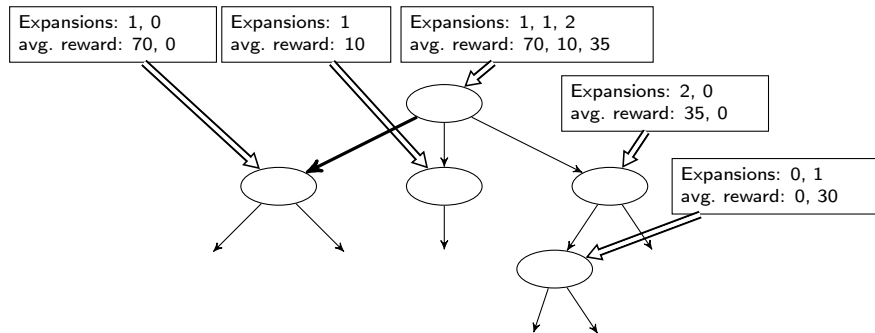 Expansions: 1, 0
avg. reward: 70, 0
Expansions: 1
avg. reward: 10
Expansions: 1, 1, 2
avg. reward: 70, 10, 35
Expansions: 2, 0
avg. reward: 35, 0
Expansions: 0, 1
avg. reward: 0, 30